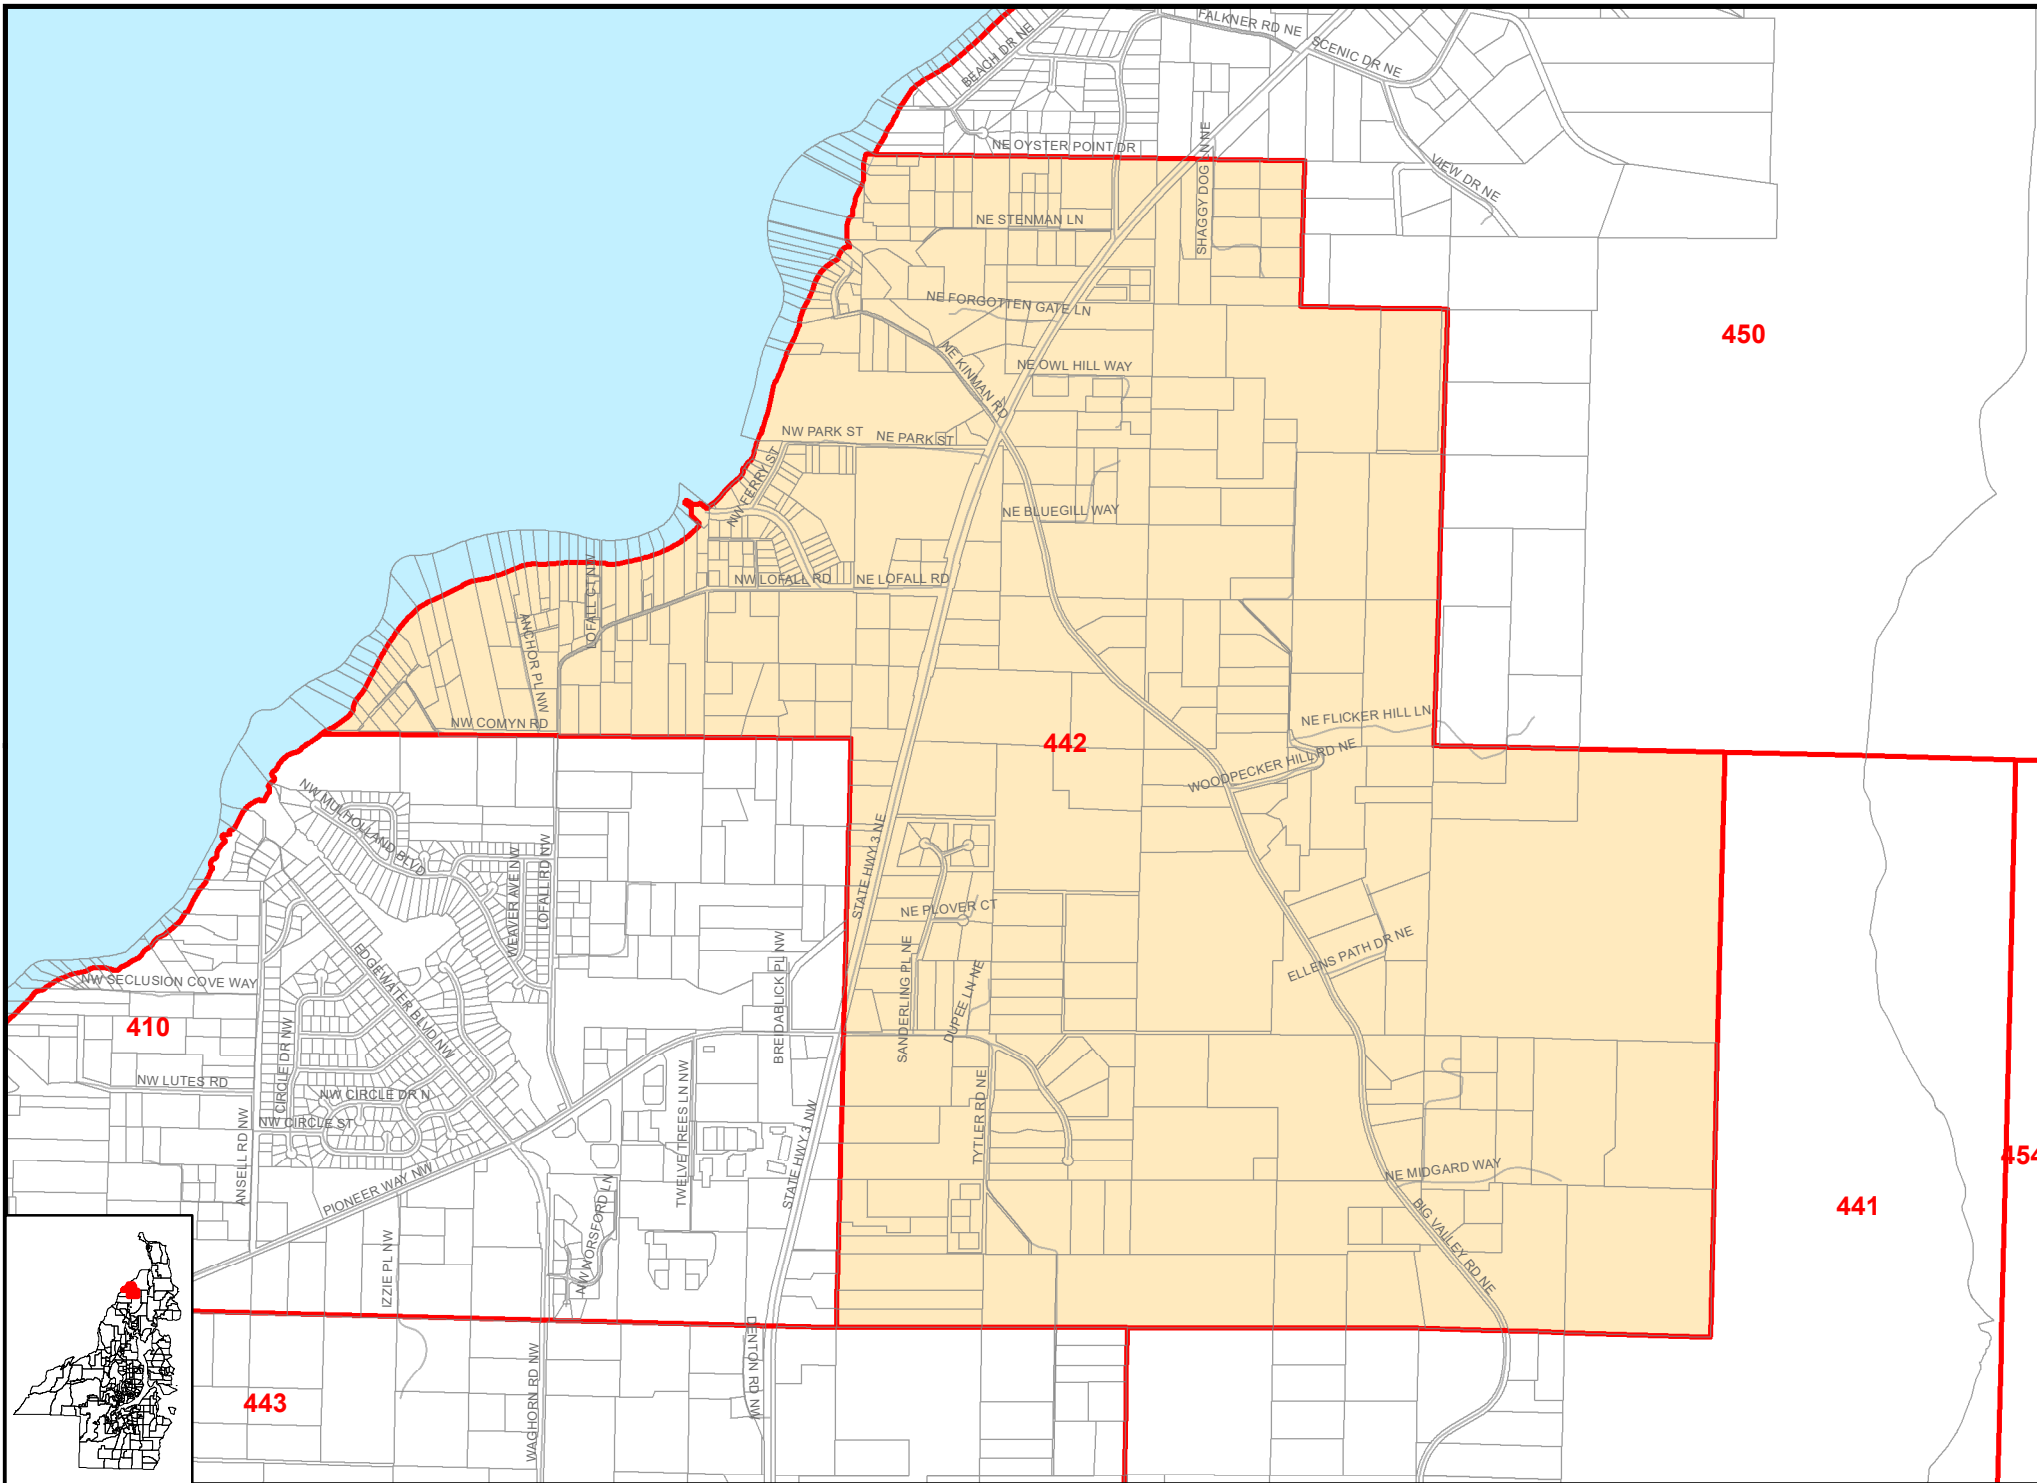 FALKNER RD NE
SCENIC DR NE
BEACH DR NE
NE OYSTER POINT DR
VIEW DR NE
SHAGGY DOG LN NE
NE STENMAN LN
NE FORGOTTEN GATE LN
450
NE KINMAN RD
NE OWL HILL WAY
NW PARK ST
NE PARK ST
NW FERRY ST
NE BLUEGILL WAY
LOFALL CT NW
NW LOFALL RD
NE LOFALL RD
ANCHOR PL NW
NW COMYN RD
NE FLICKER HILL LN
442
WOODPECKER HILL RD NE
NW MULHOLLAND BLVD
STATE HWY 3 NE
WEAVER AVE NW
LOFALL RD NW
NE PLOVER CT
EDGEWATER BLVD NW
BREIDABLICK PL NW
SANDERLING PL NE
DUPEE LN NE
ELLENS PATH DR NE
NW SECLUSION COVE WAY
410
NW CIRCLE DR NW
NW LUTES RD
NW CIRCLE DR N
NW CIRCLE ST
ANSELL RD NW
TWELVE TREES LN NW
STATE HWY 3 NW
TYTLER RD NE
NE MIDGARD WAY
454
441
PIONEER WAY NW
NW NORSFORD LN
IZZIE PL NW
BIG VALLEY RD NE
443
WAGHORN RD NW
DENTON RD NW